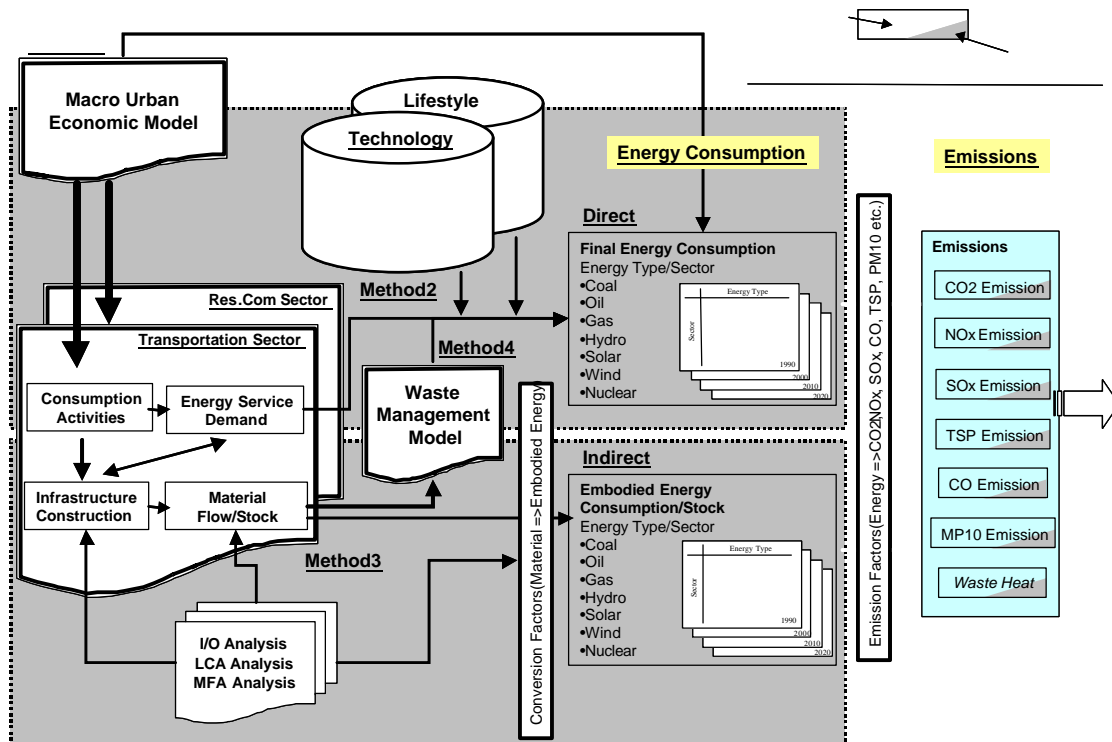 Macro Urban
Economic Model
Lifestyle
Technology
Energy Consumption
Emissions
Direct
Final Energy Consumption
Energy Type/Sector
•Coal
•Oil
•Gas
•Hydro
•Solar
•Wind
•Nuclear
Energy Type
Sector
1990
2000
2010
2020
Method2
Res.Com Sector
Transportation Sector
Method4
Consumption
Activities
Energy Service
Demand
Waste
Management
Model
Infrastructure
Construction
Material
Flow/Stock
Method3
I/O Analysis
LCA Analysis
MFA Analysis
Conversion Factors(Material =>Embodied Energy)
Indirect
Embodied Energy
Consumption/Stock
Energy Type/Sector
•Coal
•Oil
•Gas
•Hydro
•Solar
•Wind
•Nuclear
Energy Type
Sector
1990
2000
2010
2020
Emission Factors(Energy =>CO2NOx, SOx, CO, TSP, PM10 etc.)
Emissions
CO2 Emission
NOx Emission
SOx Emission
TSP Emission
CO Emission
MP10 Emission
Waste Heat